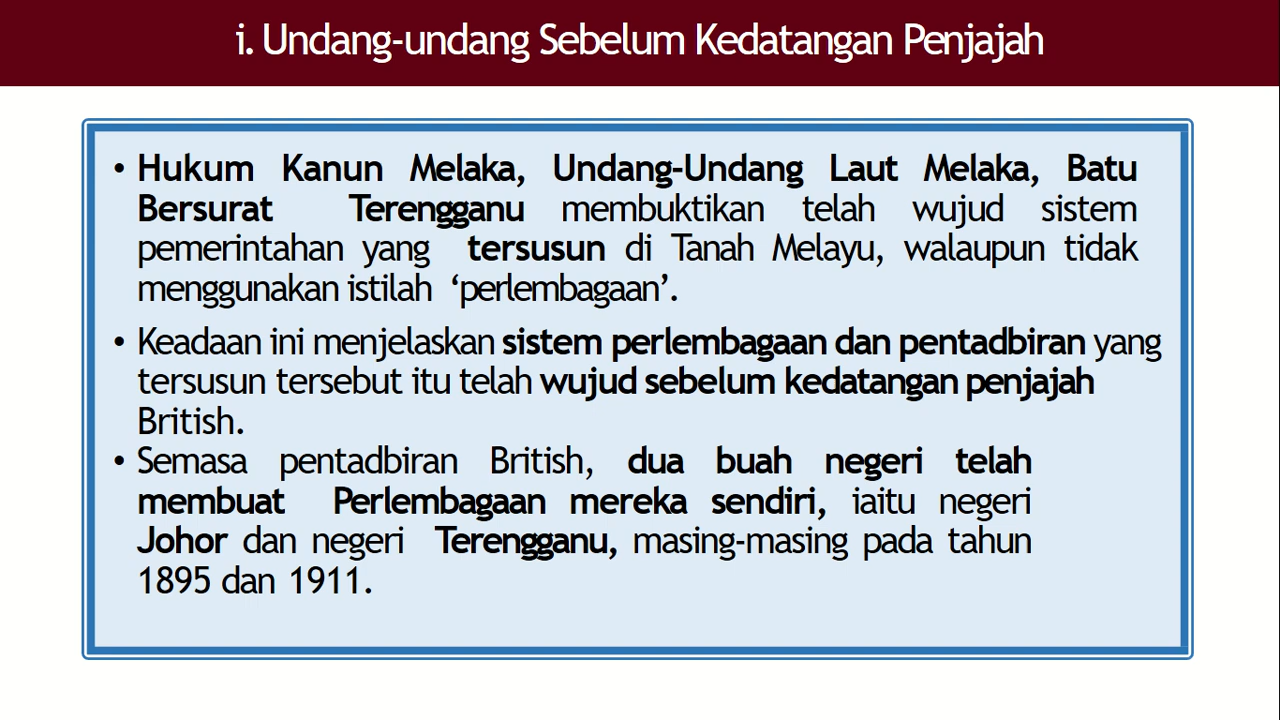 i. Undang-undang Sebelum Kedatangan Penjajah
• Hukum Kanun Melaka, Undang-Undang Laut Melaka, Batu
Bersurat Terengganu membuktikan telah wujud sistem
pemerintahan yang tersusun di Tanah Melayu, walaupun tidak
menggunakan istilah ‘perlembagaan’.
• Keadaan ini menjelaskan sistem perlembagaan dan pentadbiran yang
tersusun tersebut itu telah wujud sebelum kedatangan penjajah
British.
• Semasa pentadbiran British, dua buah negeri telah
membuat Perlembagaan mereka sendiri, iaitu negeri
Johor dan negeri Terengganu, masing-masing pada tahun
1895 dan 1911.